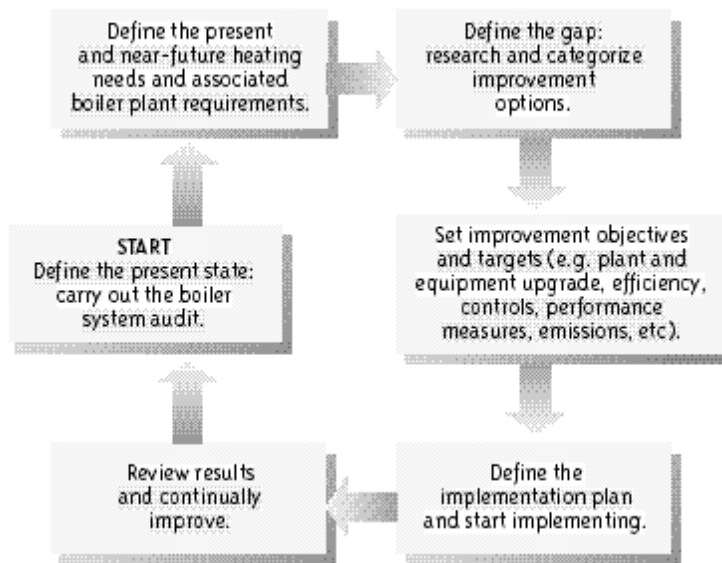 Define the present
and near-future heating
needs and associated
boiler plant requirements.
Define the gap:
research and categorize
improvement
options.
START
Define the present state:
carry out the boiler
system audit.
Set improvement objectives
and targets (e.g. plant and
equipment upgrade, efficiency,
controls, performance
measures, emissions, etc).
Review results
and continually
improve.
Define the
implementation plan
and start implementing.